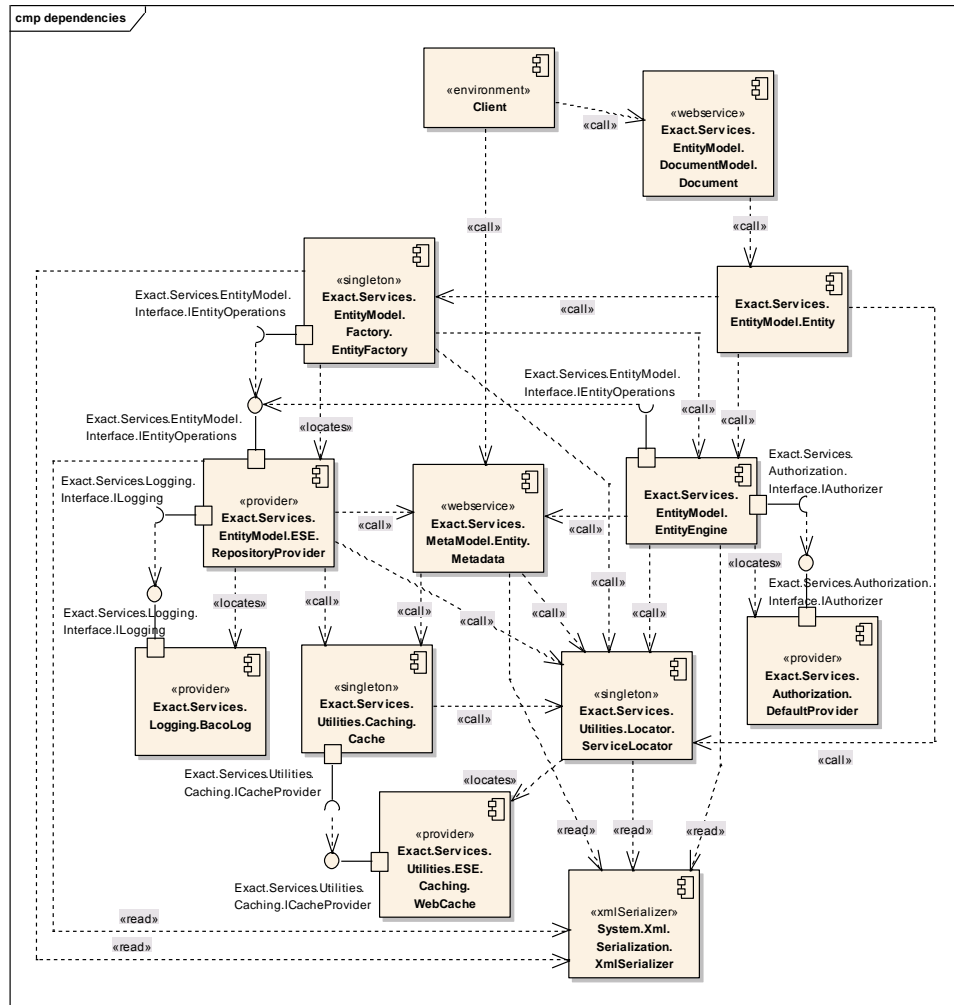 cmp dependencies
«environment»
Client
«call»
«webservice»
Exact.Services.
EntityModel.
DocumentModel.
Document
«call»
«call»
«singleton»
Exact.Services.
EntityModel.
Factory.
EntityFactory
Exact.Services.EntityModel.
Interface.IEntityOperations
«call»
Exact.Services.
EntityModel.Entity
Exact.Services.EntityModel.
Interface.IEntityOperations
Exact.Services.EntityModel.
Interface.IEntityOperations
«locates»
«call»
«call»
Exact.Services.Logging.
Interface.ILogging
«provider»
Exact.Services.
EntityModel.ESE.
RepositoryProvider
«call»
«webservice»
Exact.Services.
MetaModel.Entity.
Metadata
«call»
Exact.Services.
EntityModel.
EntityEngine
Exact.Services.
Authorization.
Interface.IAuthorizer
«locates»
Exact.Services.Authorization.
Interface.IAuthorizer
Exact.Services.Logging.
Interface.ILogging
«locates»
«call»
«call»
«call»
«call»
«call»
«call»
«provider»
Exact.Services.
Logging.BacoLog
«singleton»
Exact.Services.
Utilities.Caching.
Cache
«call»
«singleton»
Exact.Services.
Utilities.Locator.
ServiceLocator
«provider»
Exact.Services.
Authorization.
DefaultProvider
«call»
Exact.Services.Utilities.
Caching.ICacheProvider
«locates»
«provider»
Exact.Services.
Utilities.ESE.
Caching.
WebCache
«read»
«read»
«read»
Exact.Services.Utilities.
Caching.ICacheProvider
«xmlSerializer»
System.Xml.
Serialization.
XmlSerializer
«read»
«read»